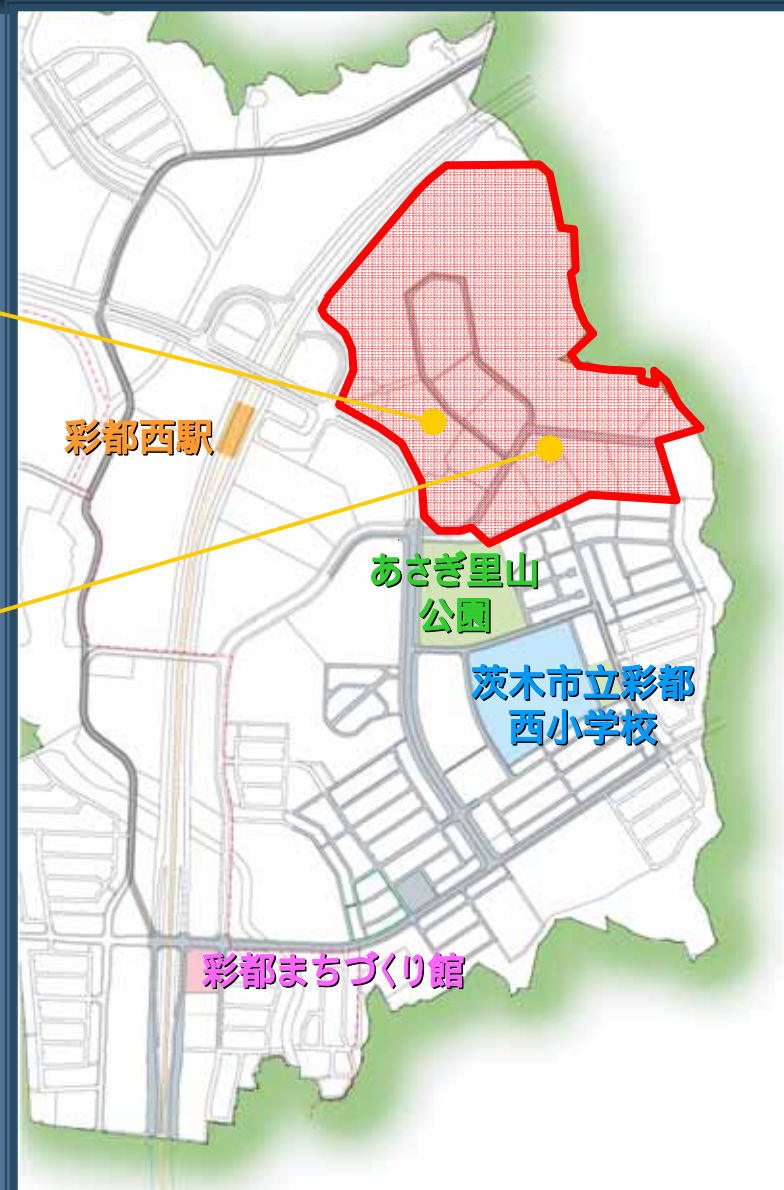 彩都西駅
あさぎ里山
公園
茨木市立彩都
西小学校
彩都まちづくり館